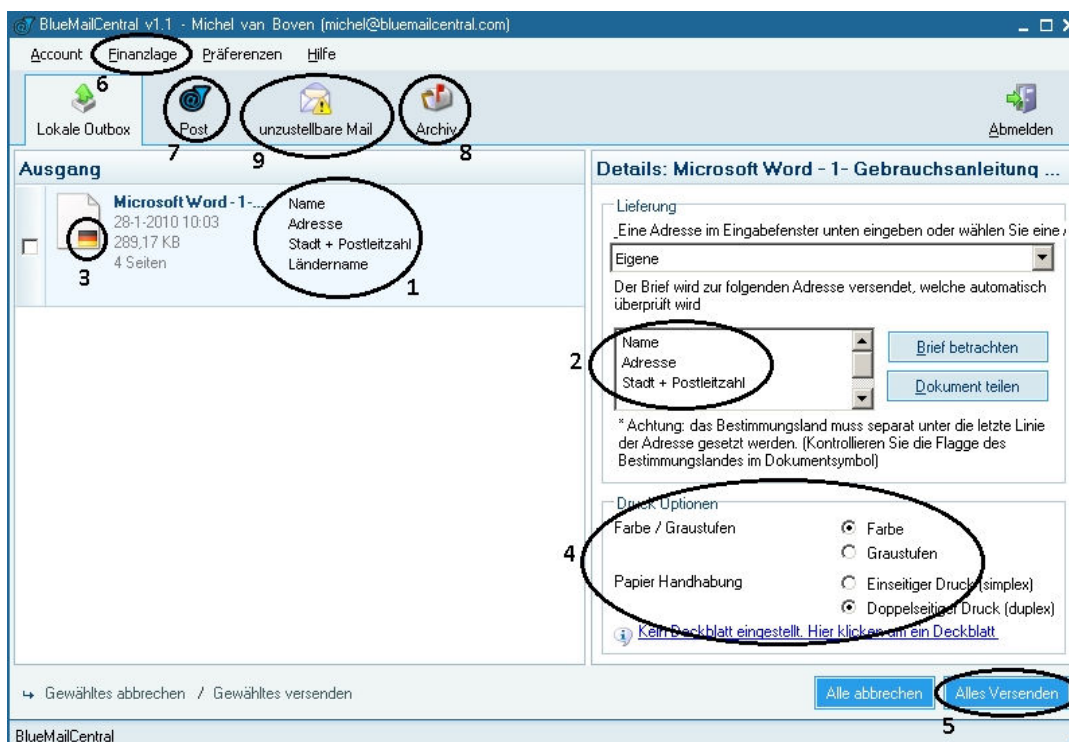 BlueMailCentral v1.1 - Michel van Boven (michel@bluemailcentral.com)
Account Finanzlage Präferenzen Hilfe
6
Lokale Outbox Post unzustellbare Mail Archiv Abmelden
7 9 8
Ausgang
Microsoft Word - 1-...
28-1-2010 10:03
289,17 KB
4 Seiten
3
Name
Adresse
Stadt + Postleitzahl
Ländername
1
Details: Microsoft Word - 1- Gebrauchsanleitung ...
Lieferung
Eine Adresse im Eingabefenster unten eingeben oder wählen Sie eine
Eigene
Der Brief wird zur folgenden Adresse versendet, welche automatisch
überprüft wird
2
Name
Adresse
Stadt + Postleitzahl
Brief betrachten
Dokument teilen
* Achtung: das Bestimmungsland muss separat unter die letzte Linie
der Adresse gesetzt werden. (Kontrollieren Sie die Flagge des
Bestimmungslandes im Dokumentsymbol)
Druck Optionen
4
Farbe / Graustufen Farbe
Graustufen
Papier Handhabung Einseitiger Druck (simplex)
Doppelseitiger Druck (duplex)
Kein Deckblatt eingestellt. Hier klicken um ein Deckblatt
Gewähltes abbrechen / Gewähltes versenden
Alle abbrechen Alles Versenden
5
BlueMailCentral